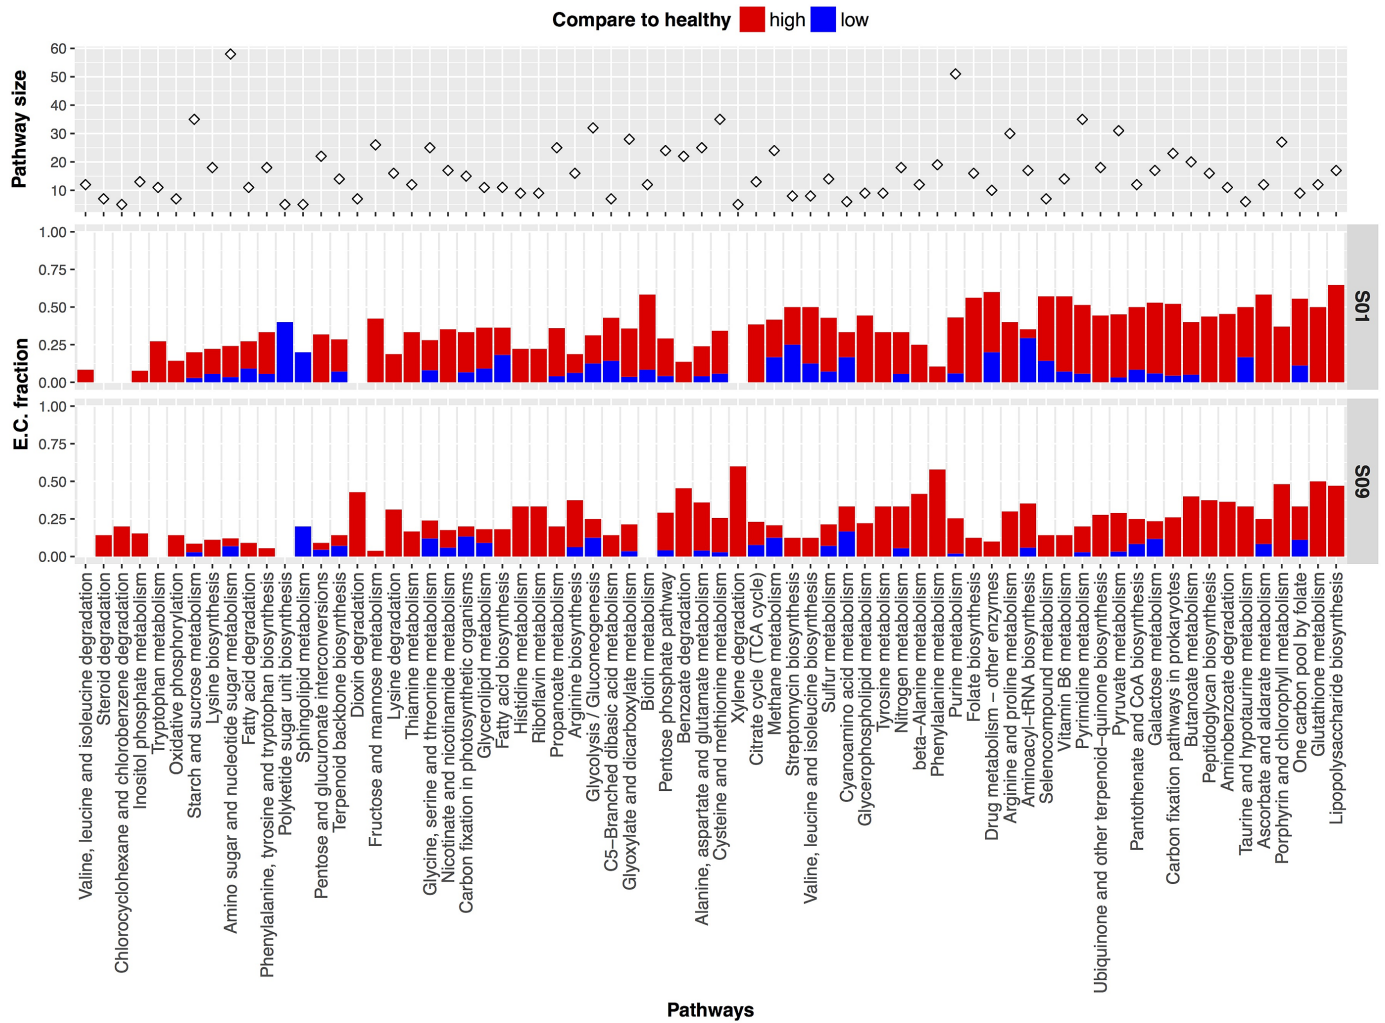 Compare to healthy high low
Pathway size
60
50
40
30
20
10
E.C. fraction
1.00
0.75
0.50
0.25
0.00
S01
1.00
0.75
0.50
0.25
0.00
S09
Valine, leucine and isoleucine degradation
Steroid degradation
Chlorocyclohexane and chlorobenzene degradation
Inositol phosphate metabolism
Tryptophan metabolism
Oxidative phosphorylation
Starch and sucrose metabolism
Lysine biosynthesis
Amino sugar and nucleotide sugar metabolism
Fatty acid degradation
Phenylalanine, tyrosine and tryptophan biosynthesis
Polyketide sugar unit biosynthesis
Sphingolipid metabolism
Pentose and glucuronate interconversions
Terpenoid backbone biosynthesis
Dioxin degradation
Fructose and mannose metabolism
Lysine degradation
Thiamine metabolism
Glycine, serine and threonine metabolism
Nicotinate and nicotinamide metabolism
Carbon fixation in photosynthetic organisms
Glycerolipid metabolism
Fatty acid biosynthesis
Histidine metabolism
Riboflavin metabolism
Propanoate metabolism
Arginine biosynthesis
Glycolysis / Gluconeogenesis
C5−Branched dibasic acid metabolism
Glyoxylate and dicarboxylate metabolism
Biotin metabolism
Pentose phosphate pathway
Benzoate degradation
Alanine, aspartate and glutamate metabolism
Cysteine and methionine metabolism
Xylene degradation
Citrate cycle (TCA cycle)
Methane metabolism
Streptomycin biosynthesis
Valine, leucine and isoleucine biosynthesis
Sulfur metabolism
Cyanoamino acid metabolism
Glycerophospholipid metabolism
Tyrosine metabolism
Nitrogen metabolism
beta−Alanine metabolism
Phenylalanine metabolism
Purine metabolism
Folate biosynthesis
Drug metabolism − other enzymes
Arginine and proline metabolism
Aminoacyl−tRNA biosynthesis
Selenocompound metabolism
Vitamin B6 metabolism
Pyrimidine metabolism
Ubiquinone and other terpenoid−quinone biosynthesis
Pyruvate metabolism
Pantothenate and CoA biosynthesis
Galactose metabolism
Carbon fixation pathways in prokaryotes
Butanoate metabolism
Peptidoglycan biosynthesis
Aminobenzoate degradation
Taurine and hypotaurine metabolism
Ascorbate and aldarate metabolism
Porphyrin and chlorophyll metabolism
One carbon pool by folate
Glutathione metabolism
Lipopolysaccharide biosynthesis
Pathways